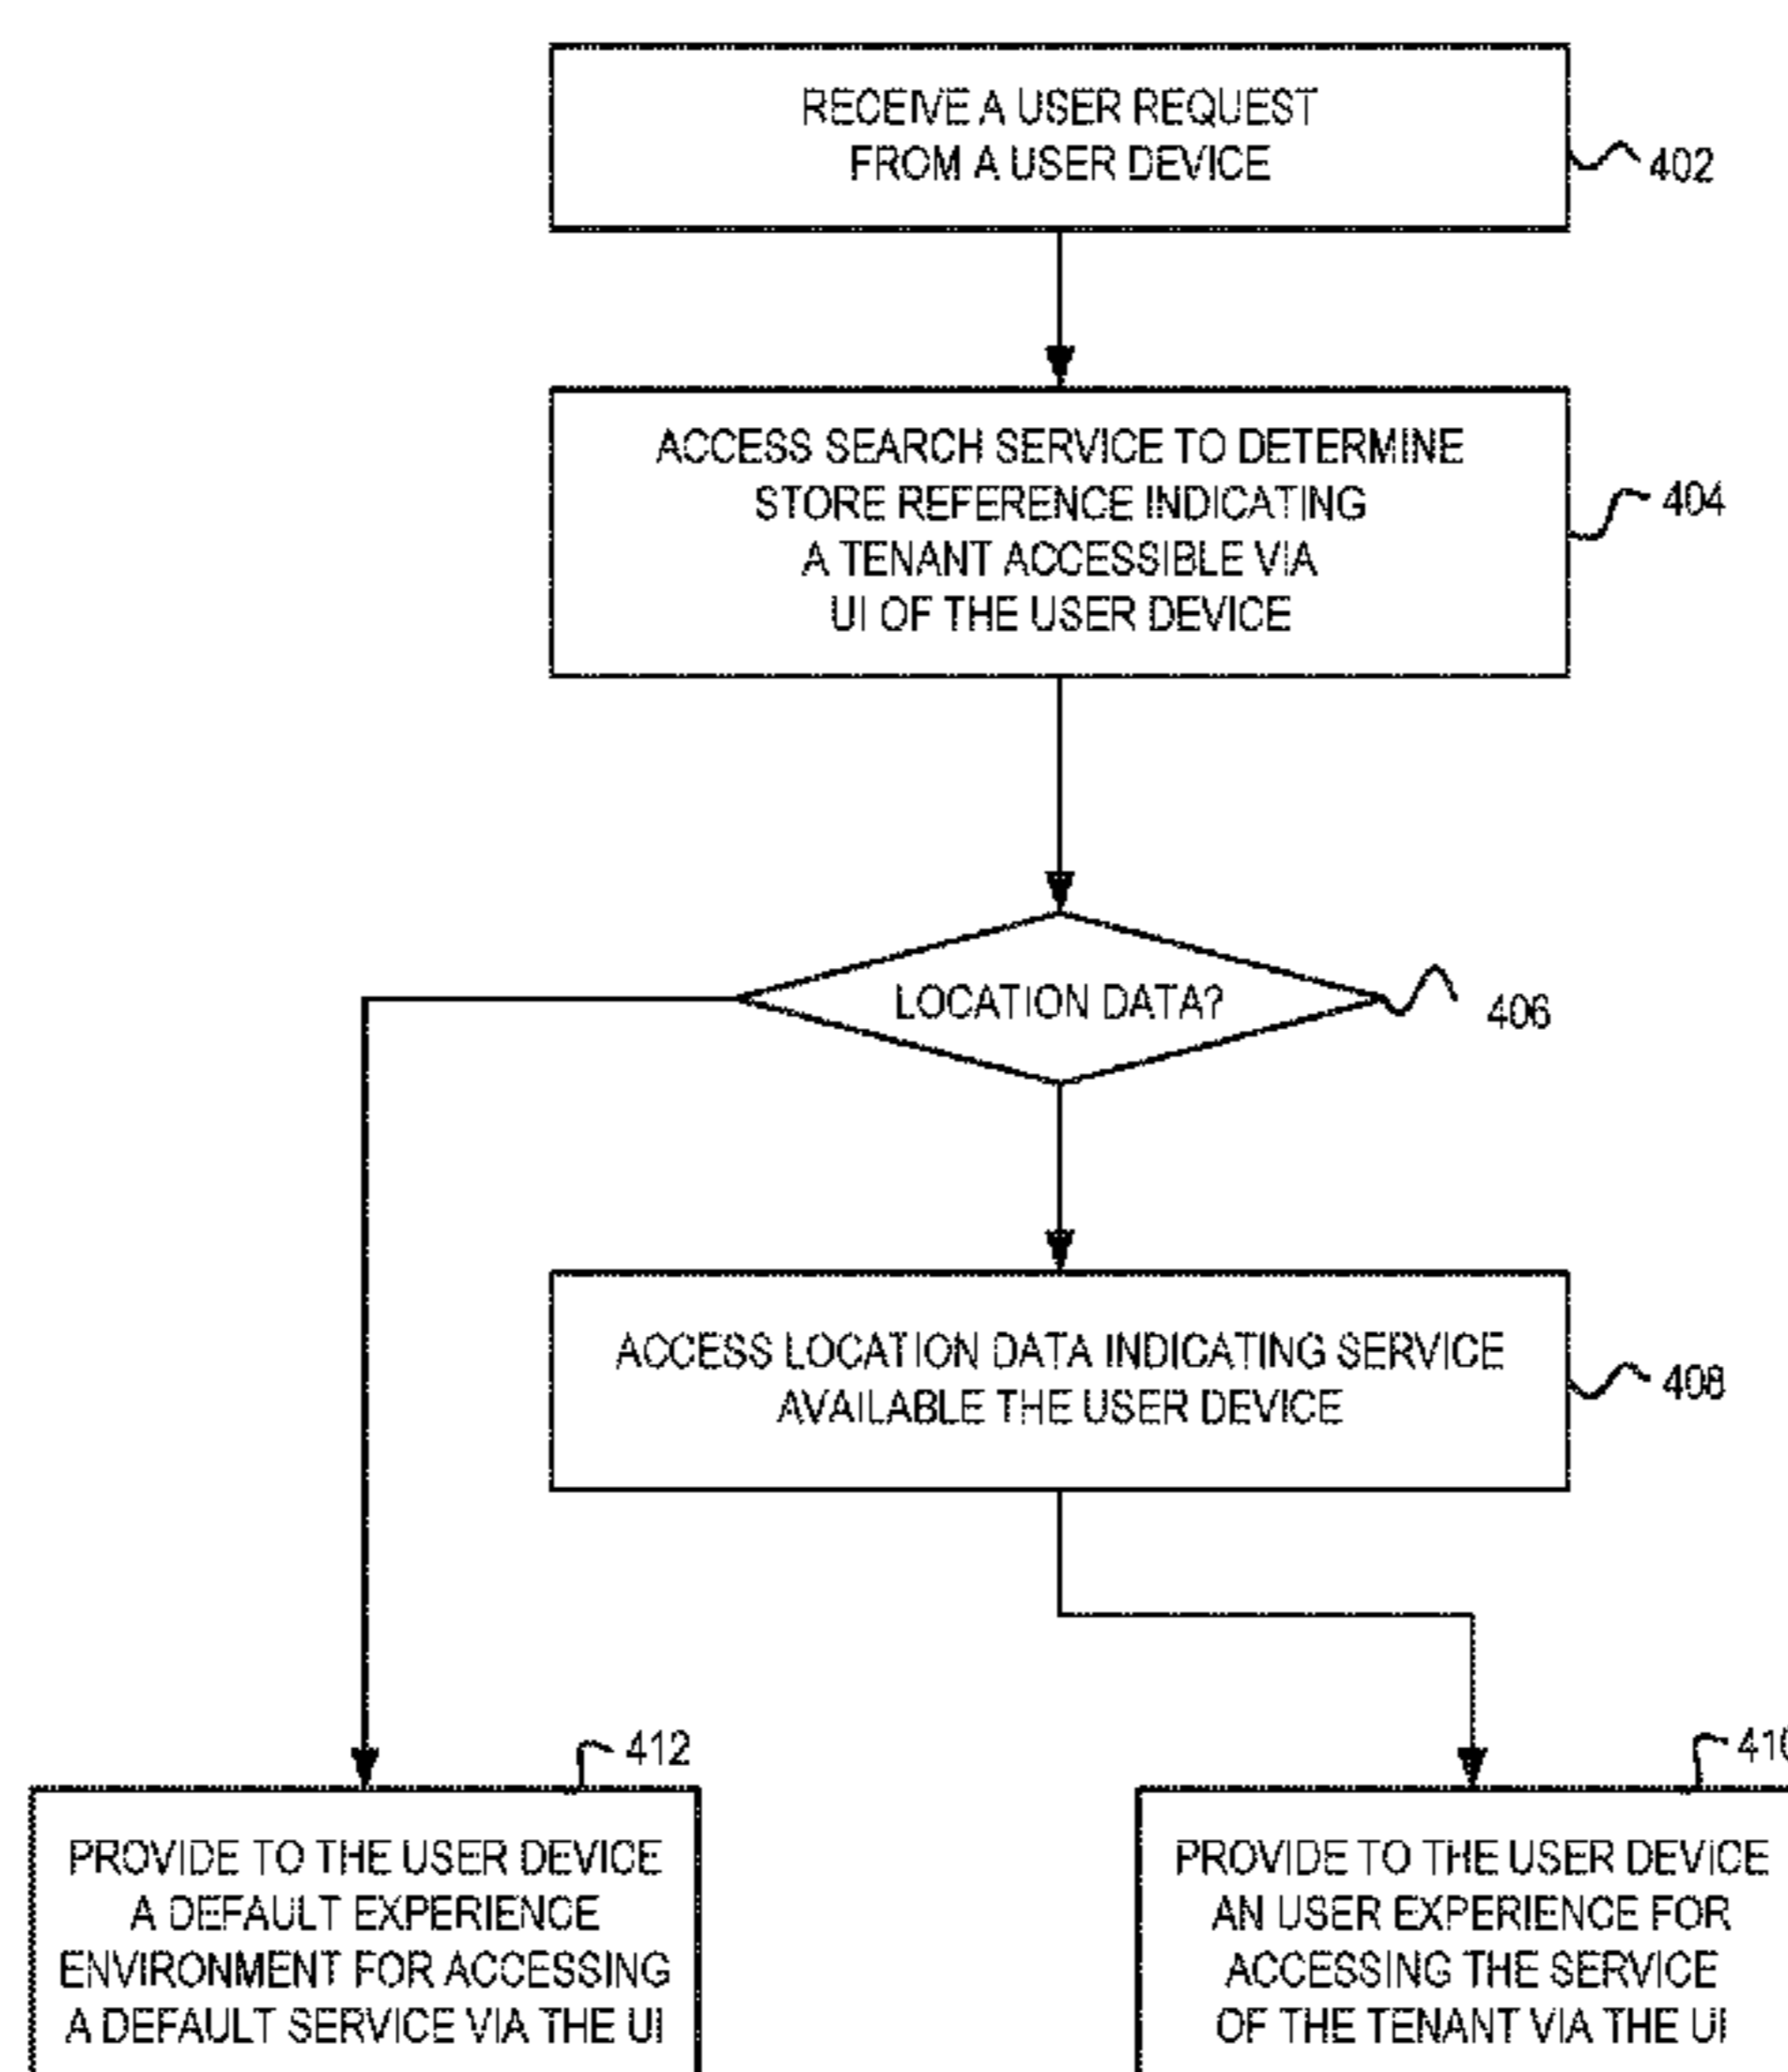 RECEIVE A USER REQUEST
FROM A USER DEVICE
402
ACCESS SEARCH SERVICE TO DETERMINE
STORE REFERENCE INDICATING
A TENANT ACCESSIBLE VIA
UI OF THE USER DEVICE
404
LOCATION DATA?
406
ACCESS LOCATION DATA INDICATING SERVICE
AVAILABLE THE USER DEVICE
408
412
PROVIDE TO THE USER DEVICE
A DEFAULT EXPERIENCE
ENVIRONMENT FOR ACCESSING
A DEFAULT SERVICE VIA THE UI
410
PROVIDE TO THE USER DEVICE
AN USER EXPERIENCE FOR
ACCESSING THE SERVICE
OF THE TENANT VIA THE UI